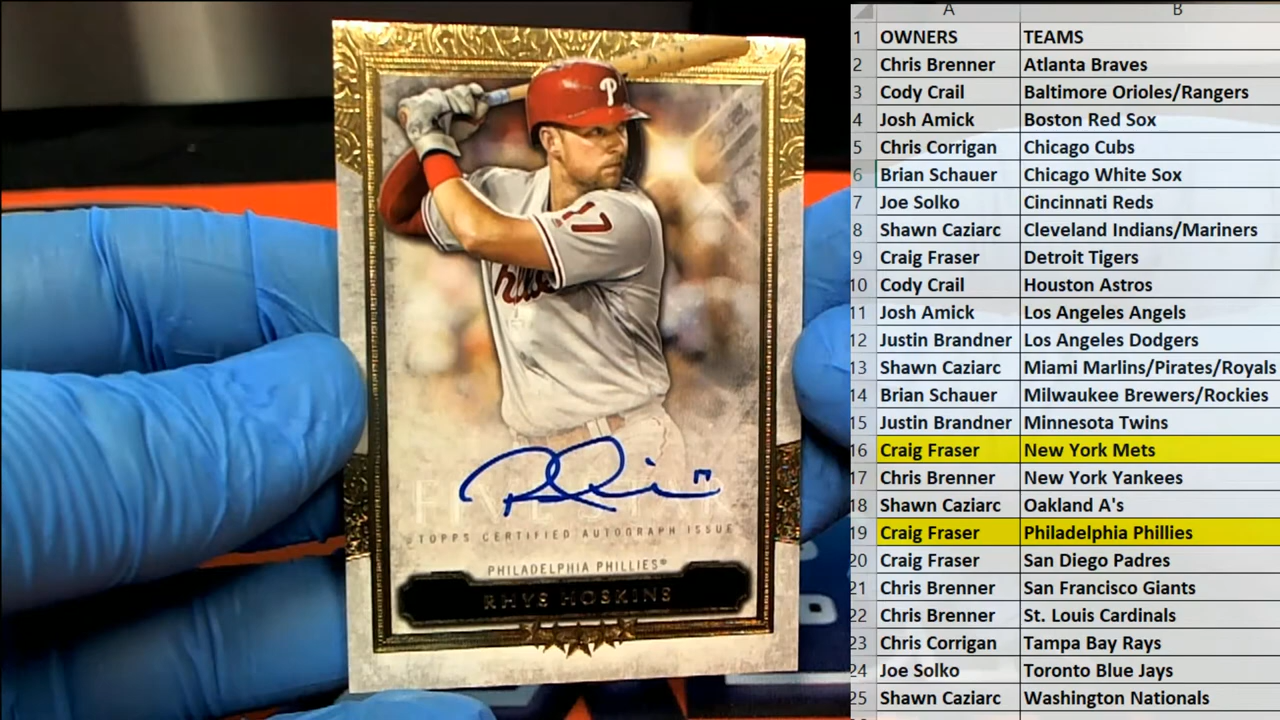 P
17
Phillies
FIVE STAR
TOPPS CERTIFIED AUTOGRAPH ISSUE
PHILADELPHIA PHILLIES®
RHYS HOSKINS
A B
1 OWNERS TEAMS
2 Chris Brenner Atlanta Braves
3 Cody Crail Baltimore Orioles/Rangers
4 Josh Amick Boston Red Sox
5 Chris Corrigan Chicago Cubs
6 Brian Schauer Chicago White Sox
7 Joe Solko Cincinnati Reds
8 Shawn Caziarc Cleveland Indians/Mariners
9 Craig Fraser Detroit Tigers
10 Cody Crail Houston Astros
11 Josh Amick Los Angeles Angels
12 Justin Brandner Los Angeles Dodgers
13 Shawn Caziarc Miami Marlins/Pirates/Royals
14 Brian Schauer Milwaukee Brewers/Rockies
15 Justin Brandner Minnesota Twins
16 Craig Fraser New York Mets
17 Chris Brenner New York Yankees
18 Shawn Caziarc Oakland A's
19 Craig Fraser Philadelphia Phillies
20 Craig Fraser San Diego Padres
21 Chris Brenner San Francisco Giants
22 Chris Brenner St. Louis Cardinals
23 Chris Corrigan Tampa Bay Rays
24 Joe Solko Toronto Blue Jays
25 Shawn Caziarc Washington Nationals